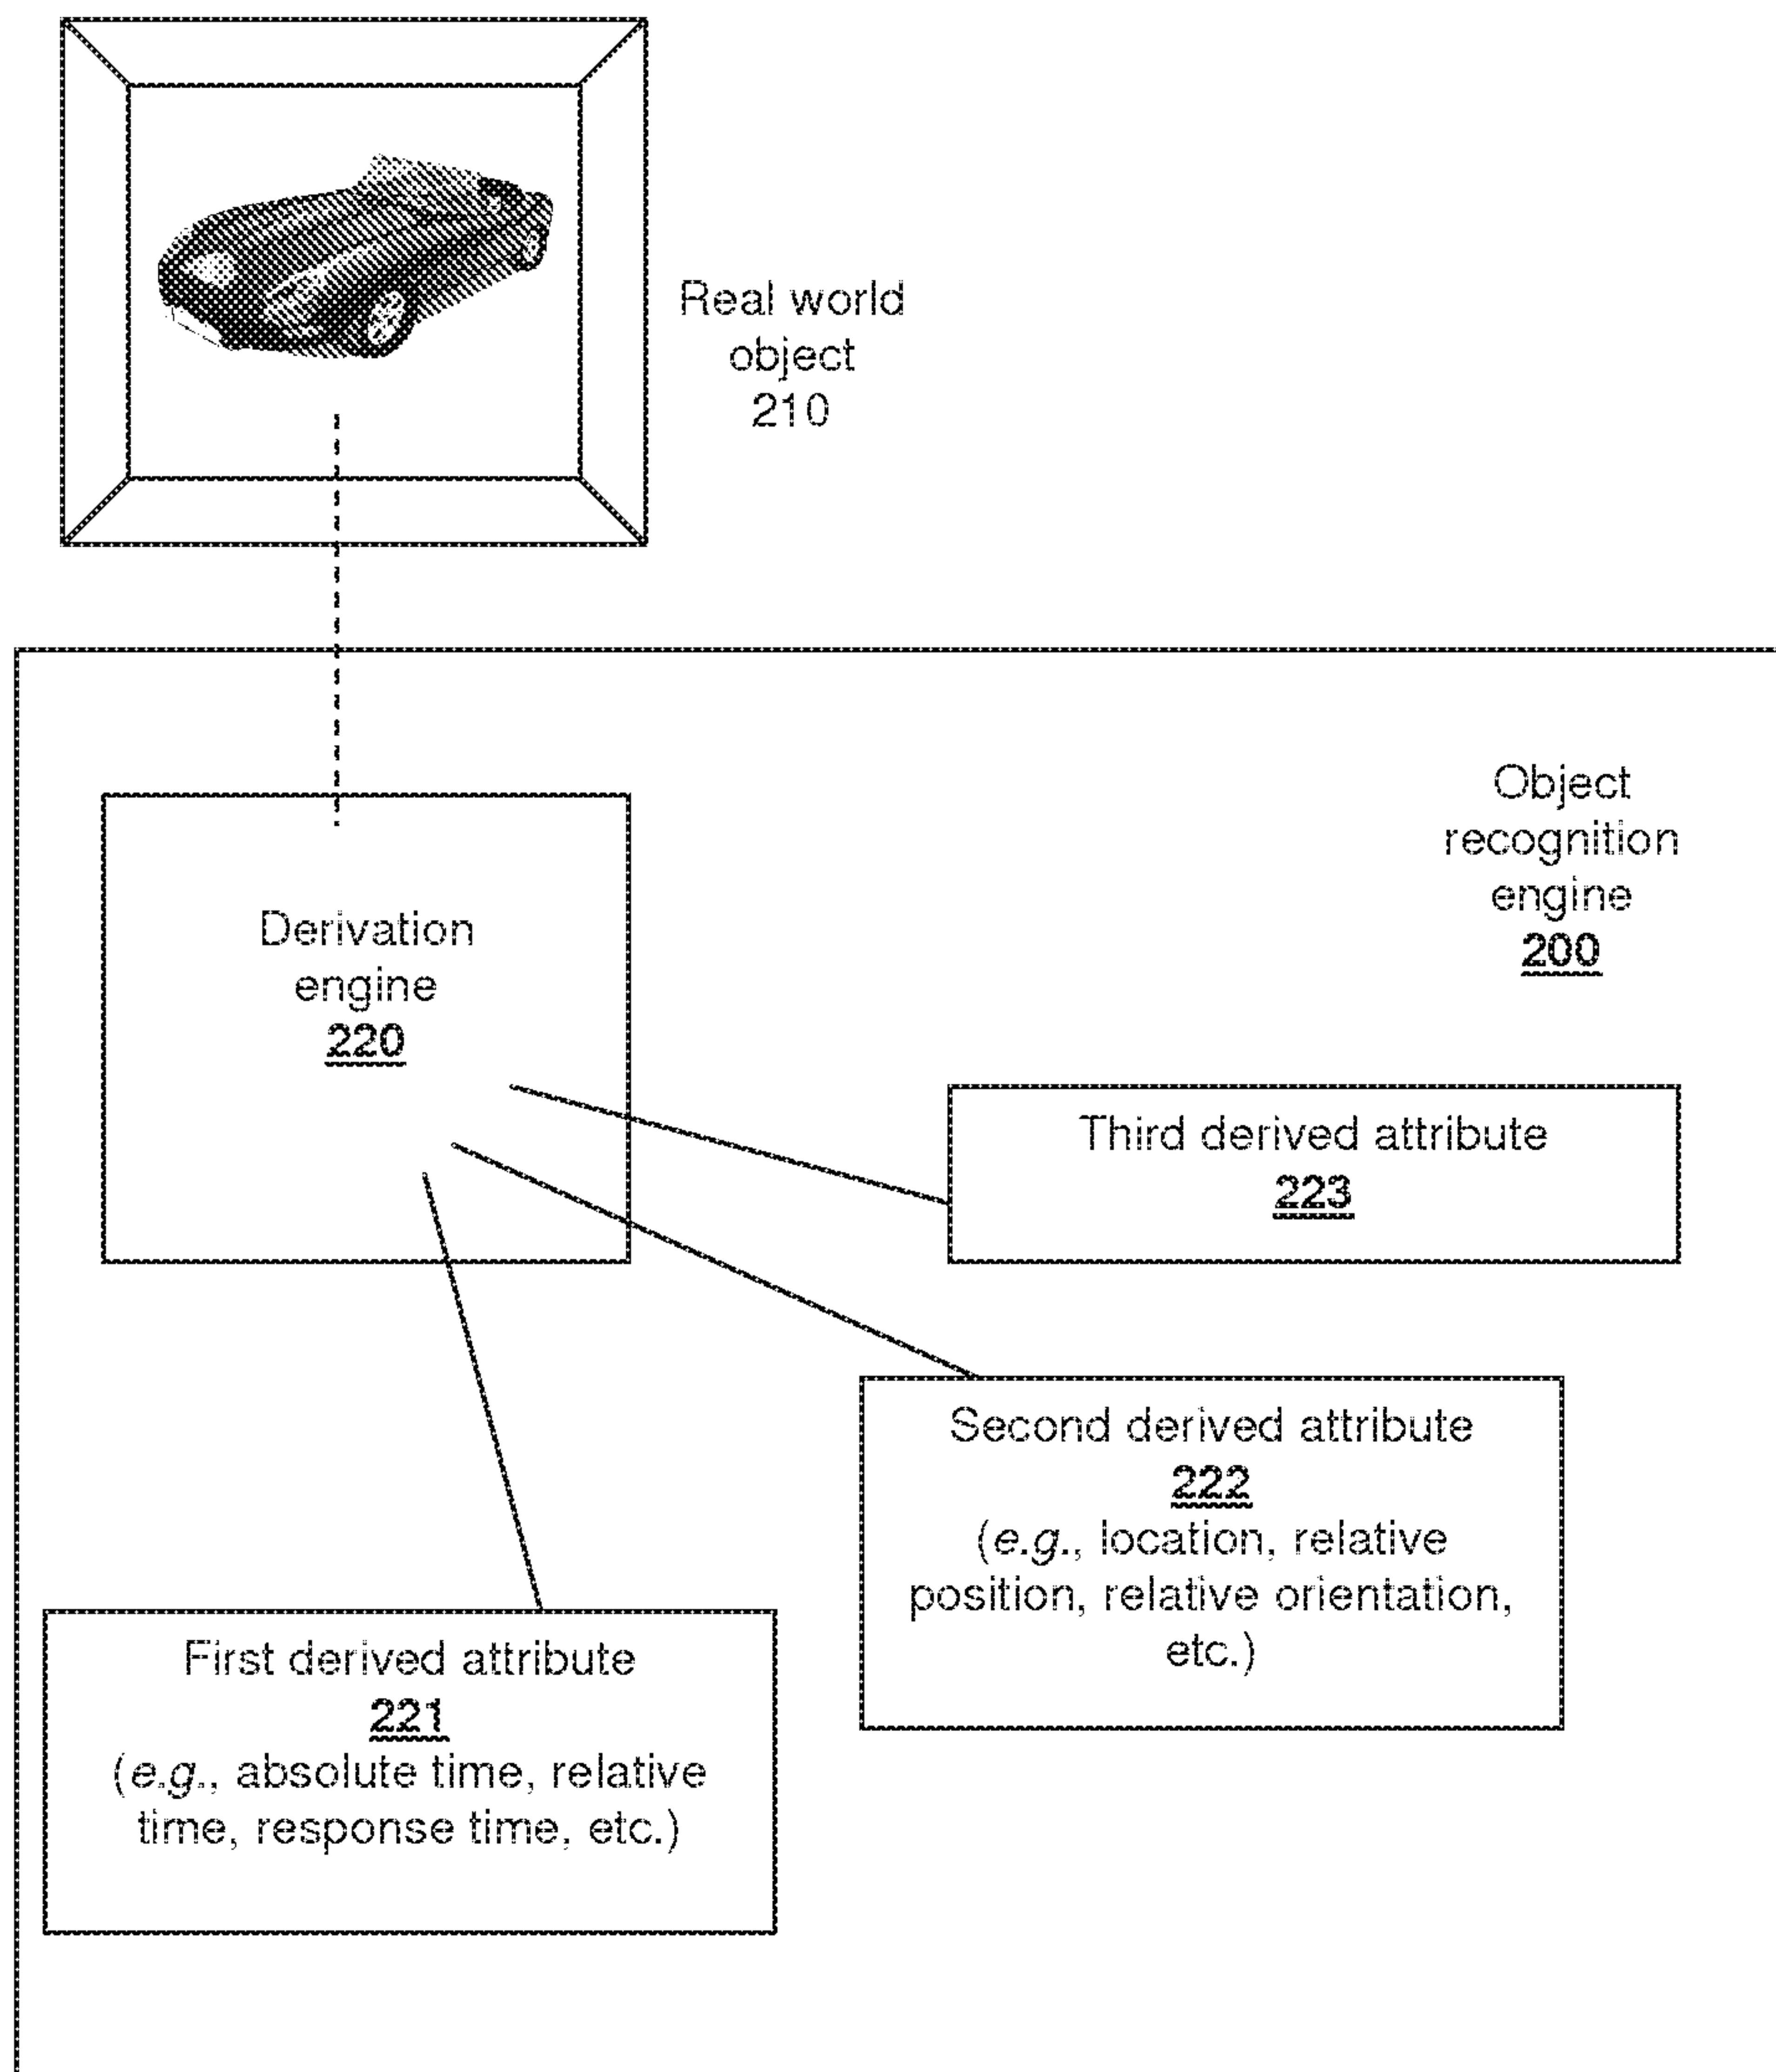 Real world
object
210
Object
recognition
engine
200
Derivation
engine
220
Third derived attribute
223
Second derived attribute
222
(e.g., location, relative
position, relative orientation,
etc.)
First derived attribute
221
(e.g., absolute time, relative
time, response time, etc.)